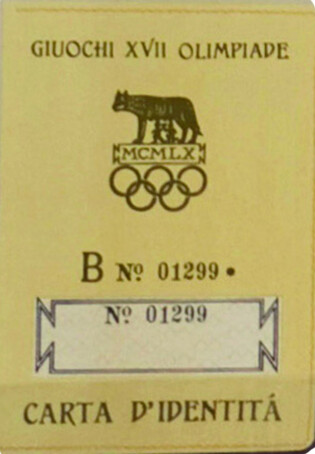 GIUOCHI XVII OLIMPIADE
MCMLX
B Nº 01299 •
Nº 01299
CARTA D'IDENTITÁ